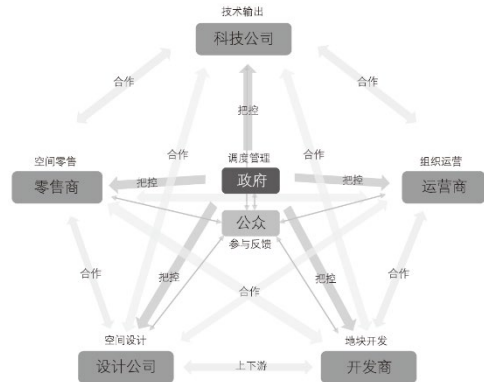 技术输出
科技公司
合作
合作
把控
空间零售
合作
调度管理
合作
组织运营
零售商
把控
政府
把控
运营商
公众
参与反馈
合作
把控
合作
把控
合作
空间设计
地块开发
设计公司
上下游
开发商